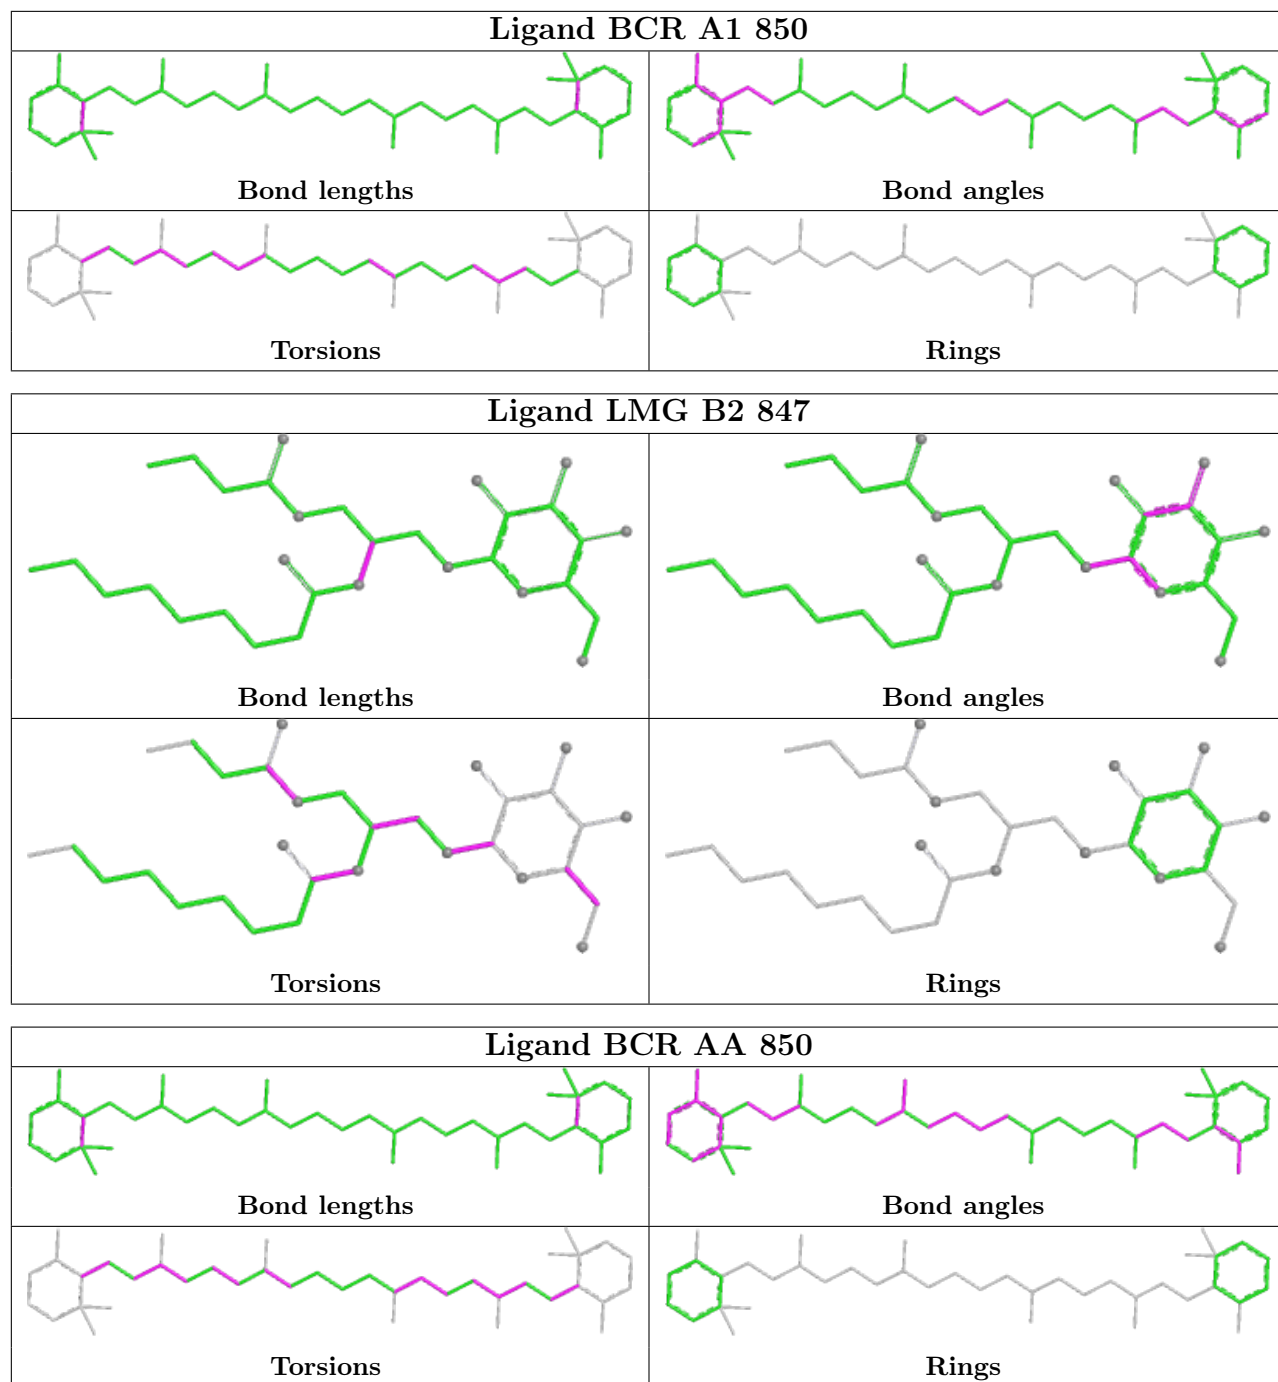 Ligand BCR A1 850
Bond lengths
Bond angles
Torsions
Rings
Ligand LMG B2 847
Bond lengths
Bond angles
Torsions
Rings
Ligand BCR AA 850
Bond lengths
Bond angles
Torsions
Rings